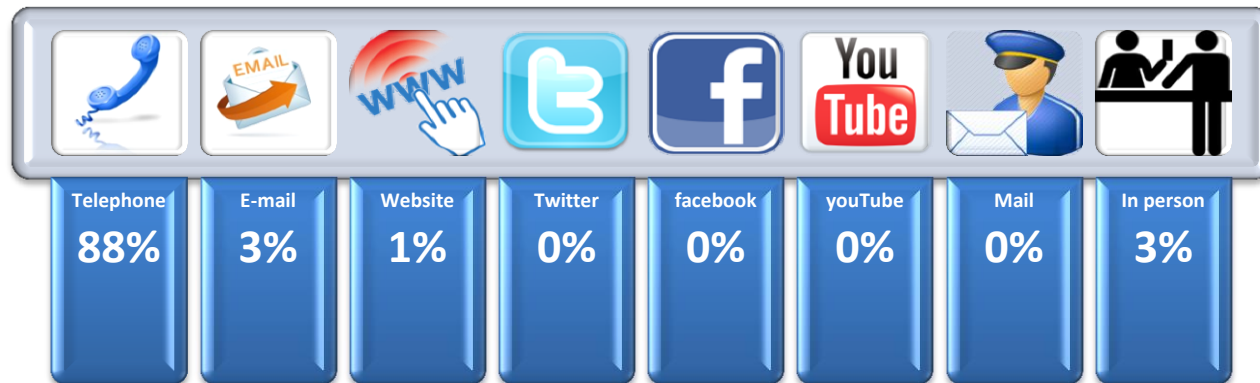 EMAIL
WWW
You
Tube
Telephone
88%
E-mail
3%
Website
1%
Twitter
0%
facebook
0%
youTube
0%
Mail
0%
In person
3%